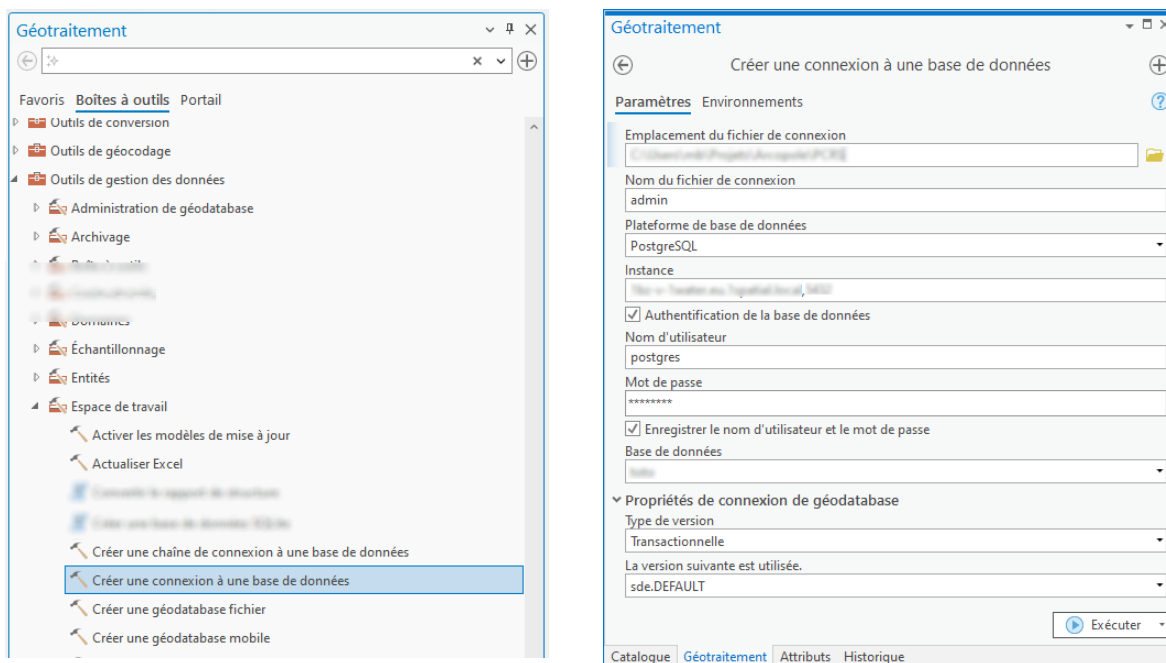 Géotraitement
Favoris Boîtes à outils Portail
Outils de conversion
Outils de géocodage
Outils de gestion des données
Administration de géodatabase
Archivage
Domaines
Échantillonnage
Entités
Espace de travail
Activer les modèles de mise à jour
Actualiser Excel
Créer une chaîne de connexion à une base de données
Créer une connexion à une base de données
Créer une géodatabase fichier
Créer une géodatabase mobile
Géotraitement
Créer une connexion à une base de données
Paramètres Environnements
Emplacement du fichier de connexion
Nom du fichier de connexion
admin
Plateforme de base de données
PostgreSQL
Instance
Authentification de la base de données
Nom d'utilisateur
postgres
Mot de passe
********
Enregistrer le nom d'utilisateur et le mot de passe
Base de données
Propriétés de connexion de géodatabase
Type de version
Transactionnelle
La version suivante est utilisée.
sde.DEFAULT
Exécuter
Catalogue Géotraitement Attributs Historique